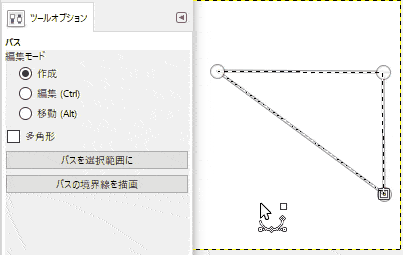 ツールオプション
パス
編集モード
作成
編集 (Ctrl)
移動 (Alt)
多角形
パスを選択範囲に
パスの境界線を描画